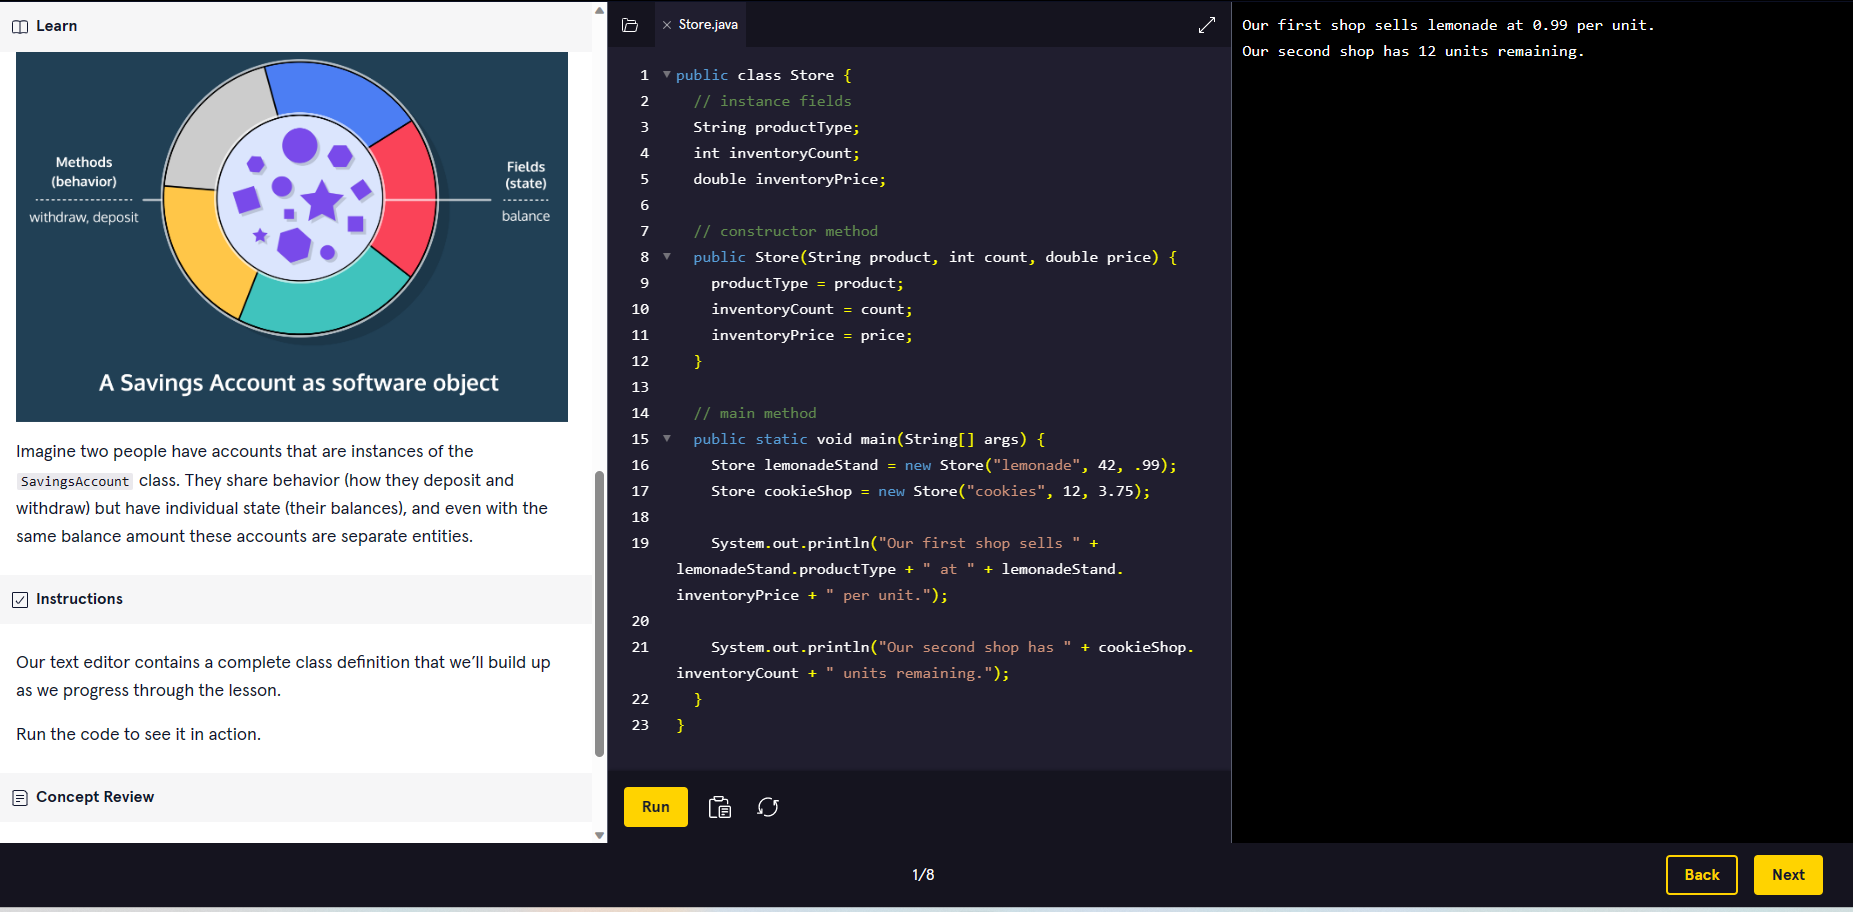 Learn
Methods
(behavior)
withdraw, deposit
Fields
(state)
balance
A Savings Account as software object
Imagine two people have accounts that are instances of the
SavingsAccount class. They share behavior (how they deposit and
withdraw) but have individual state (their balances), and even with the
same balance amount these accounts are separate entities.
Instructions
Our text editor contains a complete class definition that we’ll build up
as we progress through the lesson.
Run the code to see it in action.
Concept Review
Store.java
1 public class Store {
2 // instance fields
3 String productType;
4 int inventoryCount;
5 double inventoryPrice;
6
7 // constructor method
8 public Store(String product, int count, double price) {
9 productType = product;
10 inventoryCount = count;
11 inventoryPrice = price;
12 }
13
14 // main method
15 public static void main(String[] args) {
16 Store lemonadeStand = new Store("lemonade", 42, .99);
17 Store cookieShop = new Store("cookies", 12, 3.75);
18
19 System.out.println("Our first shop sells " +
lemonadeStand.productType + " at " + lemonadeStand.
inventoryPrice + " per unit.");
20
21 System.out.println("Our second shop has " + cookieShop.
inventoryCount + " units remaining.");
22 }
23 }
Run
Our first shop sells lemonade at 0.99 per unit.
Our second shop has 12 units remaining.
1/8
Back
Next